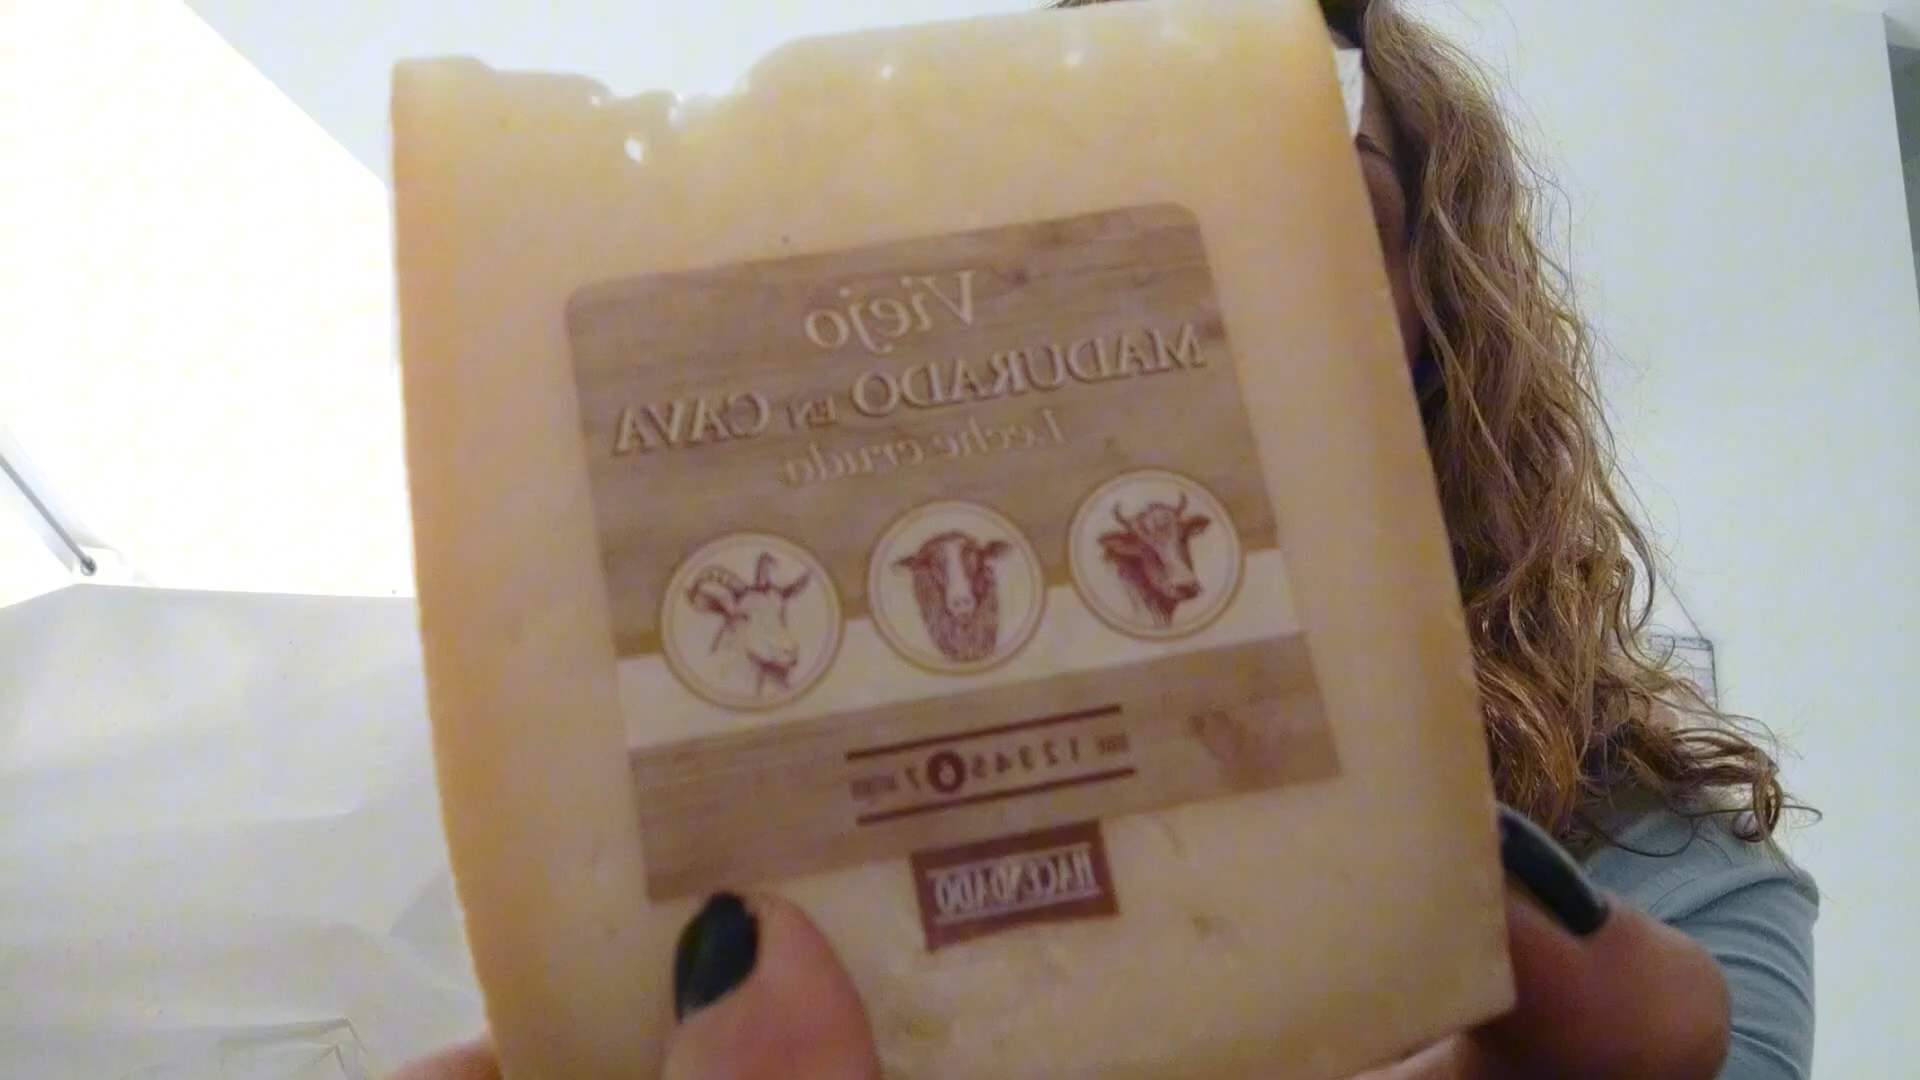 Viejo
MADURADO EN CAVA
Leche cruda
1 2 3 4 5 6 7
HACENDADO